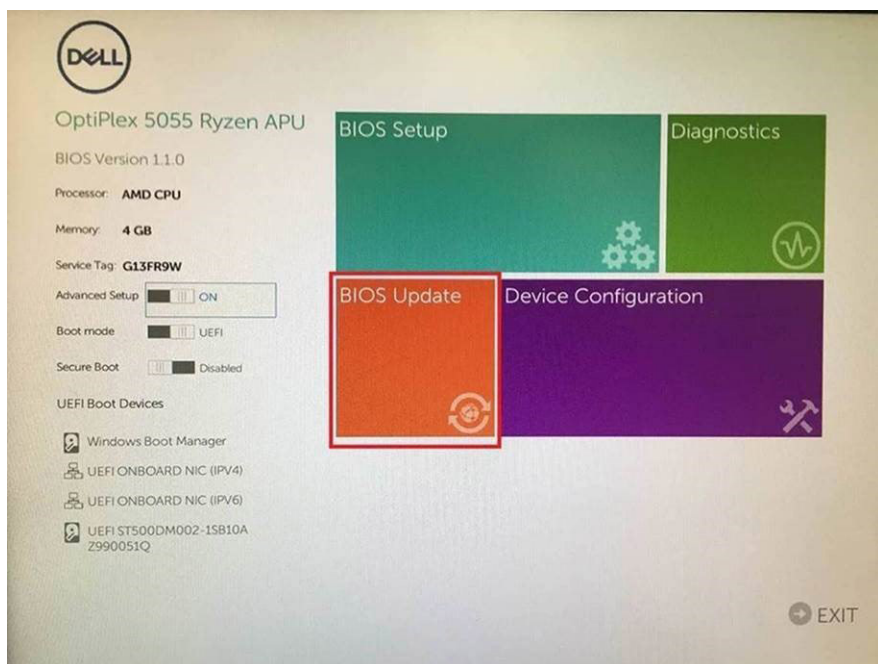 DELL
OptiPlex 5055 Ryzen APU
BIOS Version 1.1.0
Processor: AMD CPU
Memory: 4 GB
Service Tag: G13FR9W
Advanced Setup ON
Boot mode UEFI
Secure Boot Disabled
UEFI Boot Devices
Windows Boot Manager
UEFI ONBOARD NIC (IPV4)
UEFI ONBOARD NIC (IPV6)
UEFI ST500DM002-1SB10A
Z990051Q
BIOS Setup
Diagnostics
BIOS Update
Device Configuration
EXIT